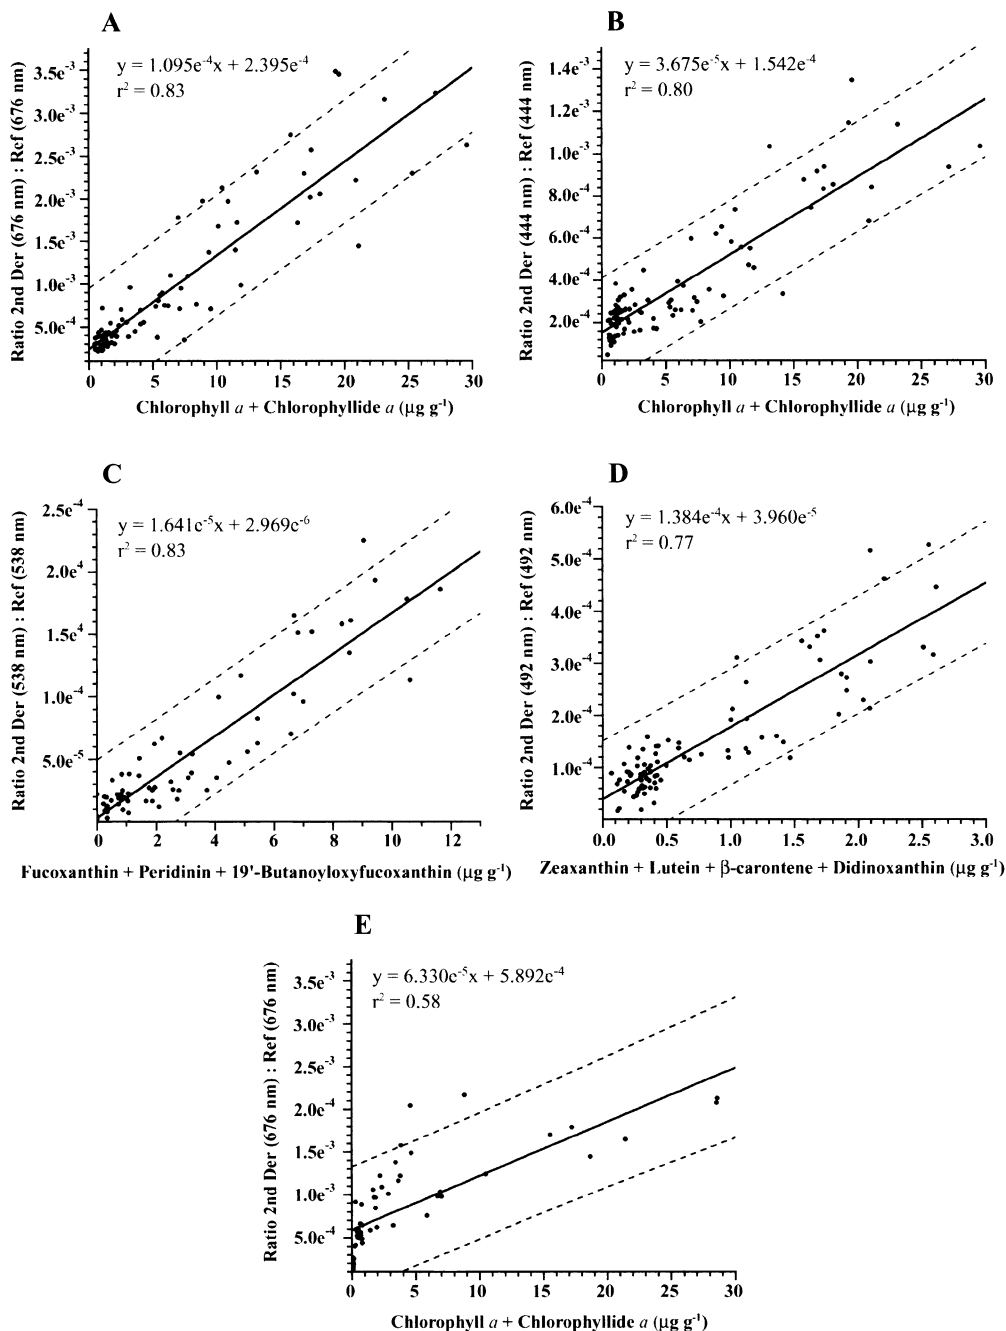 A
y = 1.095e-4x + 2.395e-4
r2 = 0.83
Ratio 2nd Der (676 nm) : Ref (676 nm)
3.5e-3
3.0e-3
2.5e-3
2.0e-3
1.5e-3
1.0e-3
5.0e-4
0 5 10 15 20 25 30
Chlorophyll a + Chlorophyllide a (µg g-1)
B
y = 3.675e-5x + 1.542e-4
r2 = 0.80
Ratio 2nd Der (444 nm) : Ref (444 nm)
1.4e-3
1.2e-3
1.0e-3
8.0e-4
6.0e-4
4.0e-4
2.0e-4
0 5 10 15 20 25 30
Chlorophyll a + Chlorophyllide a (µg g-1)
C
y = 1.641e-5x + 2.969e-6
r2 = 0.83
Ratio 2nd Der (538 nm) : Ref (538 nm)
2.5e-4
2.0e-4
1.5e-4
1.0e-4
5.0e-5
0 2 4 6 8 10 12
Fucoxanthin + Peridinin + 19'-Butanoyloxyfucoxanthin (µg g-1)
D
y = 1.384e-4x + 3.960e-5
r2 = 0.77
Ratio 2nd Der (492 nm) : Ref (492 nm)
6.0e-4
5.0e-4
4.0e-4
3.0e-4
2.0e-4
1.0e-4
0.0 0.5 1.0 1.5 2.0 2.5 3.0
Zeaxanthin + Lutein + β-carontene + Didinoxanthin (µg g-1)
E
y = 6.330e-5x + 5.892e-4
r2 = 0.58
Ratio 2nd Der (676 nm) : Ref (676 nm)
3.5e-3
3.0e-3
2.5e-3
2.0e-4
1.5e-3
1.0e-3
5.0e-4
0 5 10 15 20 25 30
Chlorophyll a + Chlorophyllide a (µg g-1)